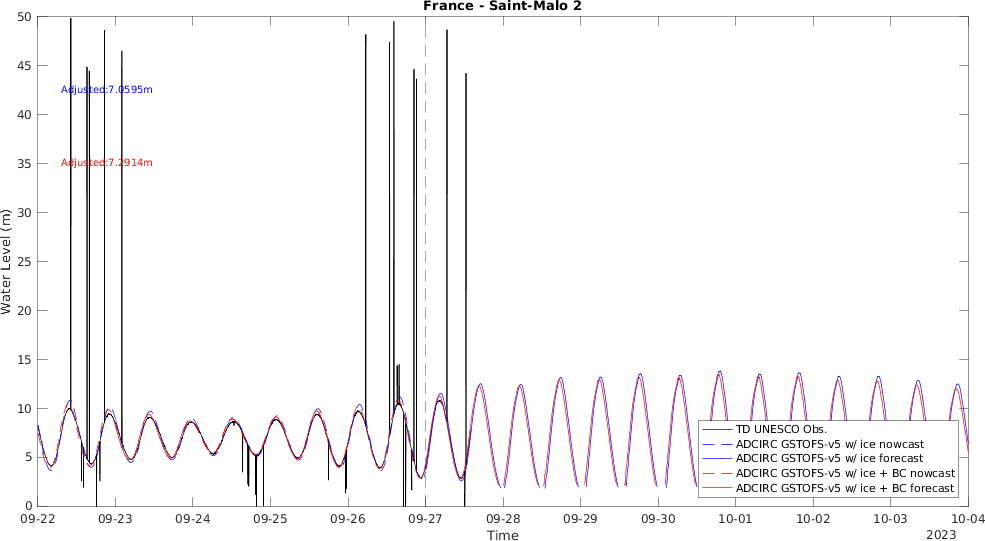 France - Saint-Malo 2
50
45
40
35
30
25
20
15
10
5
0
Water Level (m)
Adjusted:7.0595m
Adjusted:7.2914m
TD UNESCO Obs.
ADCIRC GSTOFS-v5 w/ ice nowcast
ADCIRC GSTOFS-v5 w/ ice forecast
ADCIRC GSTOFS-v5 w/ ice + BC nowcast
ADCIRC GSTOFS-v5 w/ ice + BC forecast
09-22 09-23 09-24 09-25 09-26 09-27 09-28 09-29 09-30 10-01 10-02 10-03 10-04
Time
2023